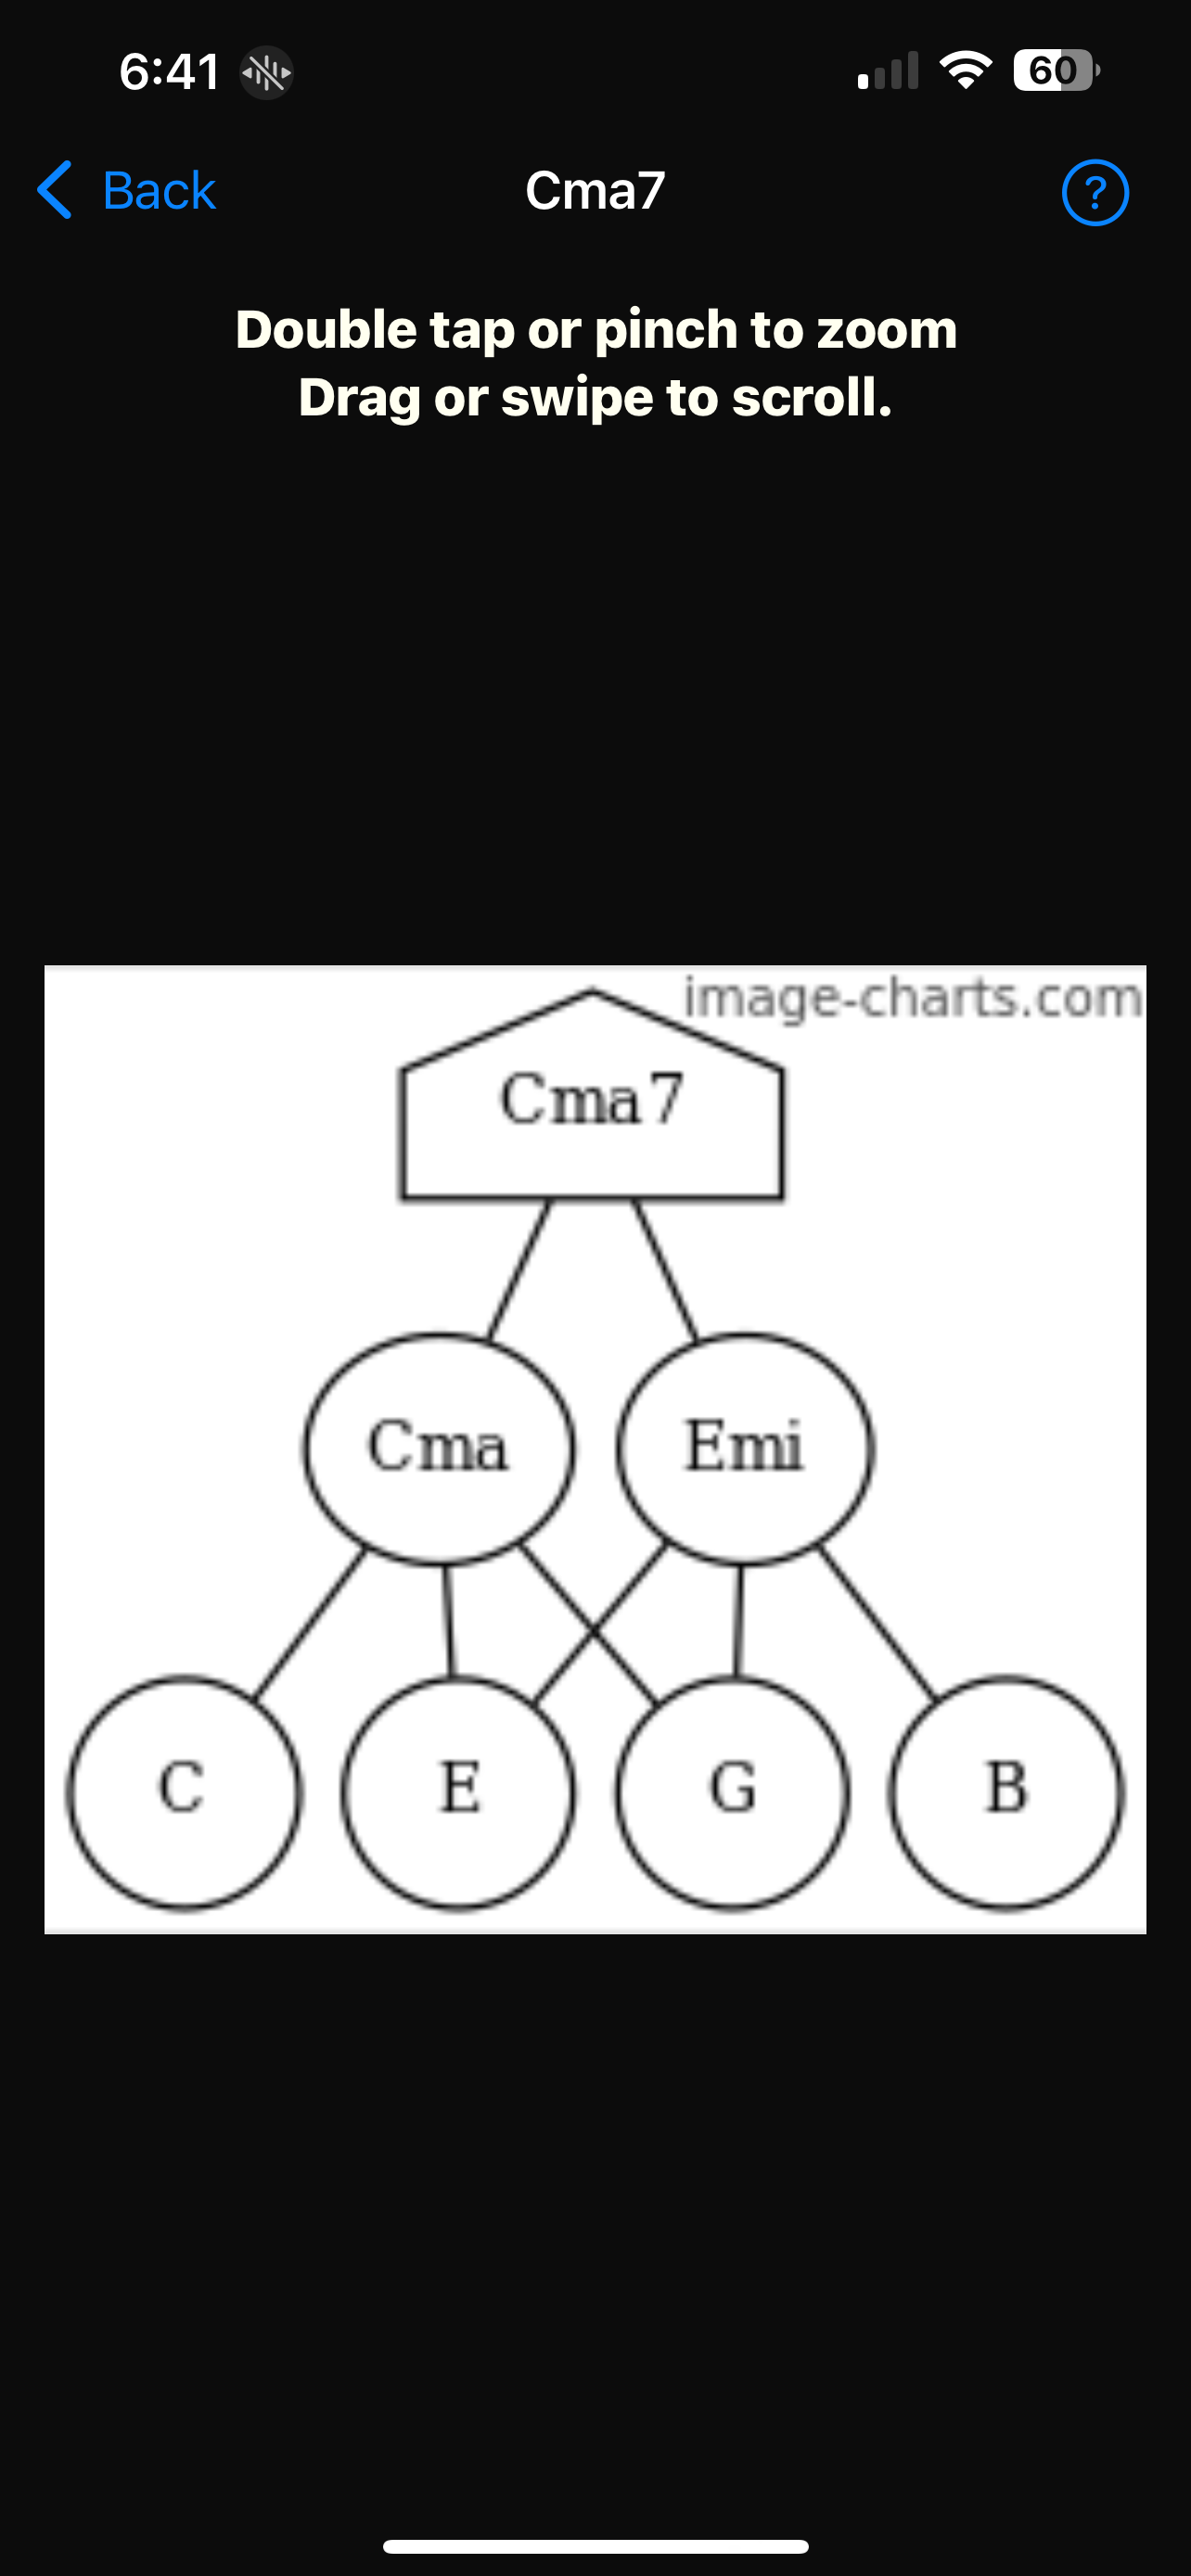 6:41
60
Back
Cma7
?
Double tap or pinch to zoom
Drag or swipe to scroll.
image-charts.com
Cma7
Cma Emi
C E G B